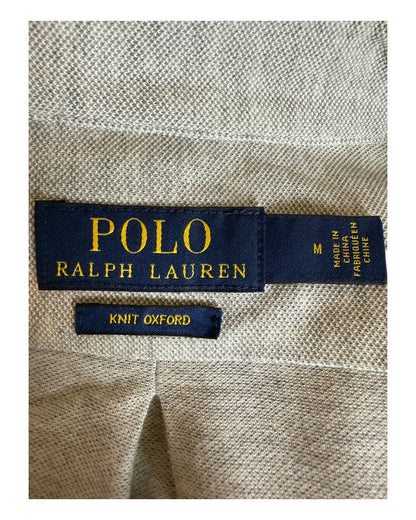 POLO
RALPH LAUREN
M
MADE IN
CHINA
FABRIQUÉ EN
CHINE
KNIT OXFORD